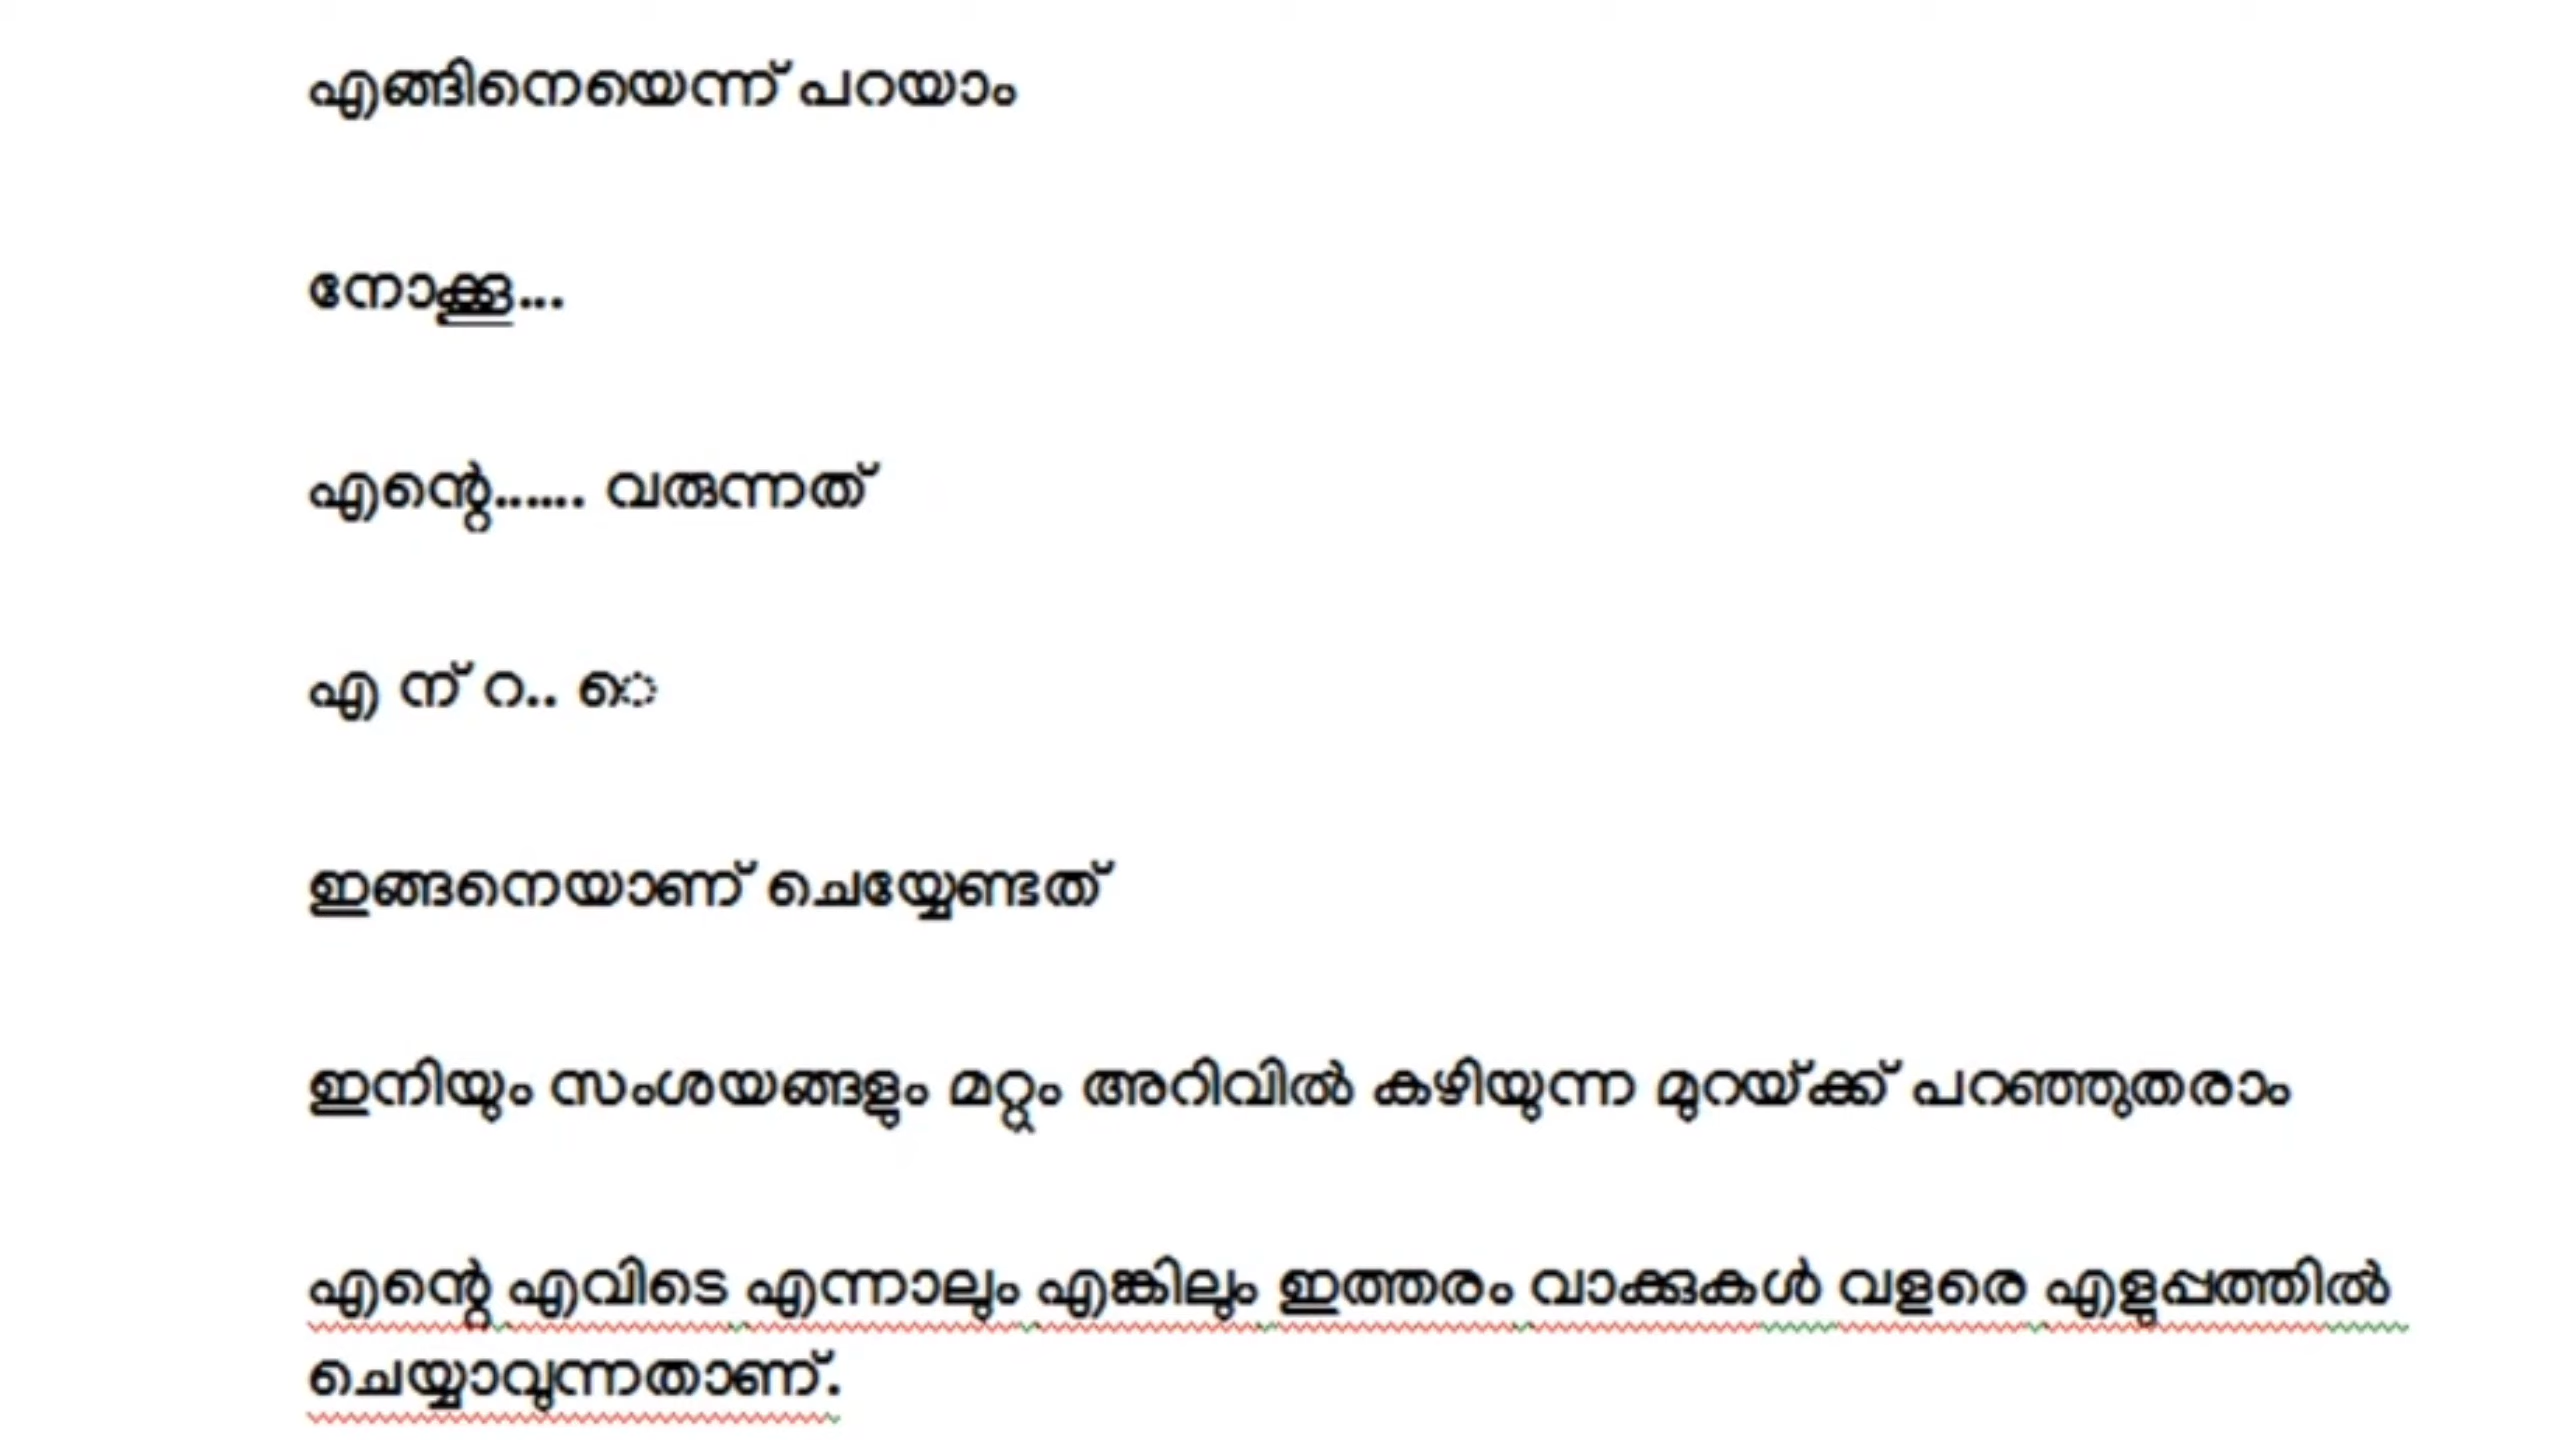 എങ്ങിനെയെന്ന് പറയാം
നോക്കൂ...
എന്റെ...... വരുന്നത്
എ ന് റ.. െ
ഇങ്ങനെയാണ് ചെയ്യേണ്ടത്
ഇനിയും സംശയങ്ങളും മറ്റും അറിവിൽ കഴിയുന്ന മുറയ്ക്ക് പറഞ്ഞുതരാം
എന്റെ എവിടെ എന്നാലും എങ്കിലും ഇത്തരം വാക്കുകൾ വളരെ എളുപ്പത്തിൽ
ചെയ്യാവുന്നതാണ്.